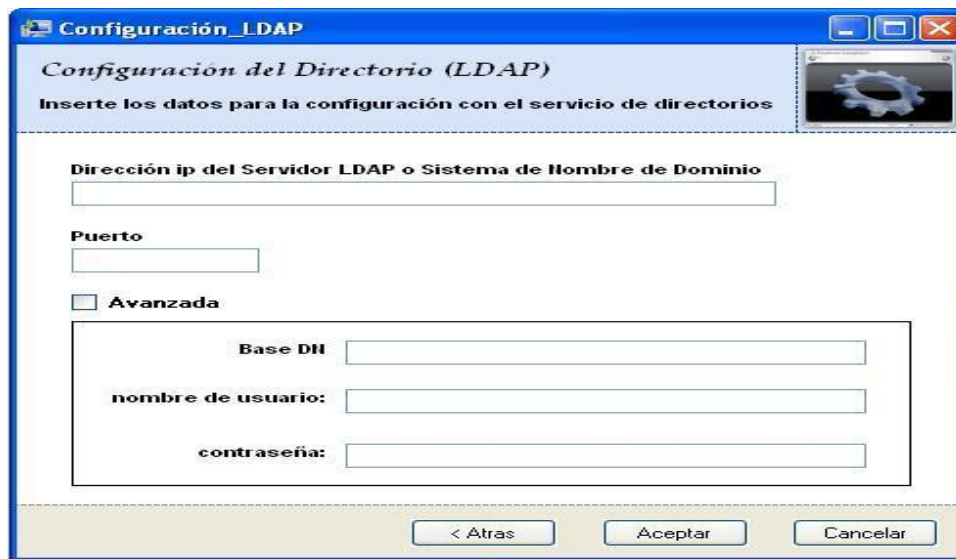 Configuración_LDAP
Configuración del Directorio (LDAP)
Inserte los datos para la configuración con el servicio de directorios
Dirección ip del Servidor LDAP o Sistema de Nombre de Dominio
Puerto
Avanzada
Base DN
nombre de usuario:
contraseña:
< Atras
Aceptar
Cancelar